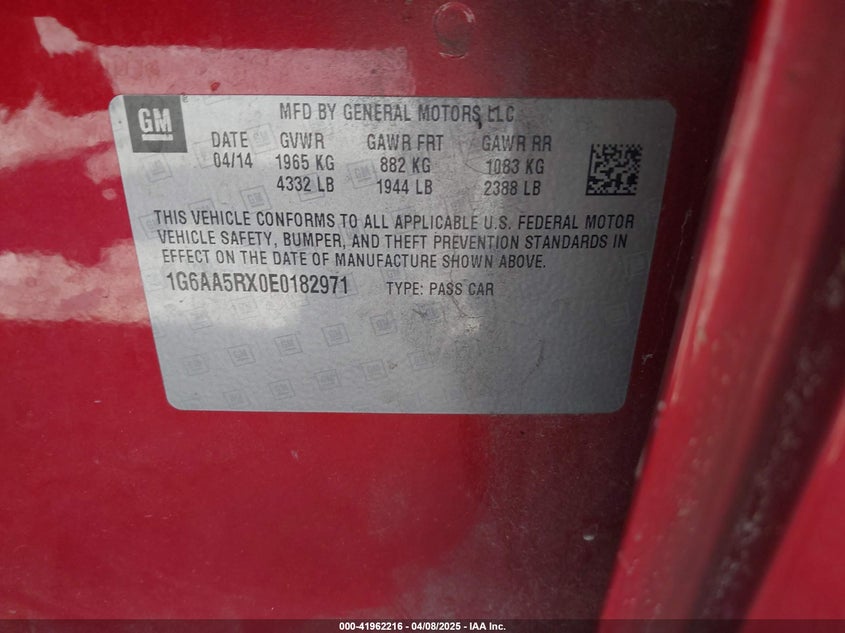 GM
MFD BY GENERAL MOTORS LLC
DATE GVWR GAWR FRT GAWR RR
04/14 1965 KG 882 KG 1083 KG
4332 LB 1944 LB 2388 LB
THIS VEHICLE CONFORMS TO ALL APPLICABLE U.S. FEDERAL MOTOR
VEHICLE SAFETY, BUMPER, AND THEFT PREVENTION STANDARDS IN
EFFECT ON THE DATE OF MANUFACTURE SHOWN ABOVE.
1G6AA5RX0E0182971 TYPE: PASS CAR
000-41962216 - 04/08/2025 - IAA Inc.